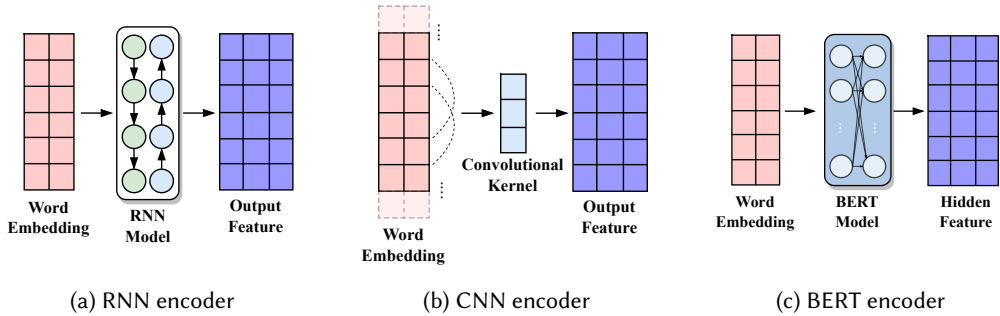 Word
Embedding
RNN
Model
Output
Feature
(a) RNN encoder
Word
Embedding
Convolutional
Kernel
Output
Feature
(b) CNN encoder
Word
Embedding
BERT
Model
Hidden
Feature
(c) BERT encoder